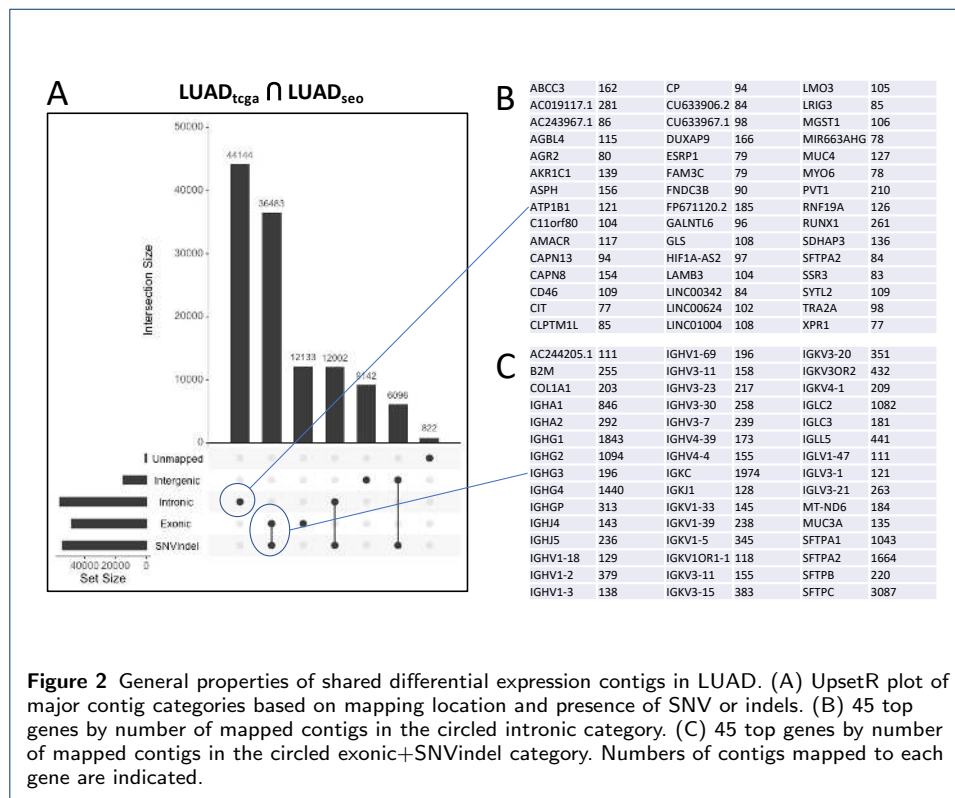 A
LUADtcga ⋂ LUADseo
50000
40000
30000
20000
10000
0
Intersection Size
44144
36483
12133
12002
9142
6096
822
Unmapped
Intergenic
Intronic
Exonic
SNVindel
40000 20000 0
Set Size
B
ABCC3 162 CP 94 LMO3 105
AC019117.1 281 CU633906.2 84 LRIG3 85
AC243967.1 86 CU633967.1 98 MGST1 106
AGBL4 115 DUXAP9 166 MIR663AHG 78
AGR2 80 ESRP1 79 MUC4 127
AKR1C1 139 FAM3C 79 MYO6 78
ASPH 156 FNDC3B 90 PVT1 210
ATP1B1 121 FP671120.2 185 RNF19A 126
C11orf80 104 GALNTL6 96 RUNX1 261
AMACR 117 GLS 108 SDHAP3 136
CAPN13 94 HIF1A-AS2 97 SFTPA2 84
CAPN8 154 LAMB3 104 SSR3 83
CD46 109 LINC00342 84 SYTL2 109
CIT 77 LINC00624 102 TRA2A 98
CLPTM1L 85 LINC01004 108 XPR1 77
C
AC244205.1 111 IGHV1-69 196 IGKV3-20 351
B2M 255 IGHV3-11 158 IGKV3OR2 432
COL1A1 203 IGHV3-23 217 IGKV4-1 209
IGHA1 846 IGHV3-30 258 IGLC2 1082
IGHA2 292 IGHV3-7 239 IGLC3 181
IGHG1 1843 IGHV4-39 173 IGLL5 441
IGHG2 1094 IGHV4-4 155 IGLV1-47 111
IGHG3 196 IGKC 1974 IGLV3-1 121
IGHG4 1440 IGKJ1 128 IGLV3-21 263
IGHGP 313 IGKV1-33 145 MT-ND6 184
IGHJ4 143 IGKV1-39 238 MUC3A 135
IGHJ5 236 IGKV1-5 345 SFTPA1 1043
IGHV1-18 129 IGKV1OR1-1 118 SFTPA2 1664
IGHV1-2 379 IGKV3-11 155 SFTPB 220
IGHV1-3 138 IGKV3-15 383 SFTPC 3087
Figure 2 General properties of shared differential expression contigs in LUAD. (A) UpsetR plot of
major contig categories based on mapping location and presence of SNV or indels. (B) 45 top
genes by number of mapped contigs in the circled intronic category. (C) 45 top genes by number
of mapped contigs in the circled exonic+SNVindel category. Numbers of contigs mapped to each
gene are indicated.